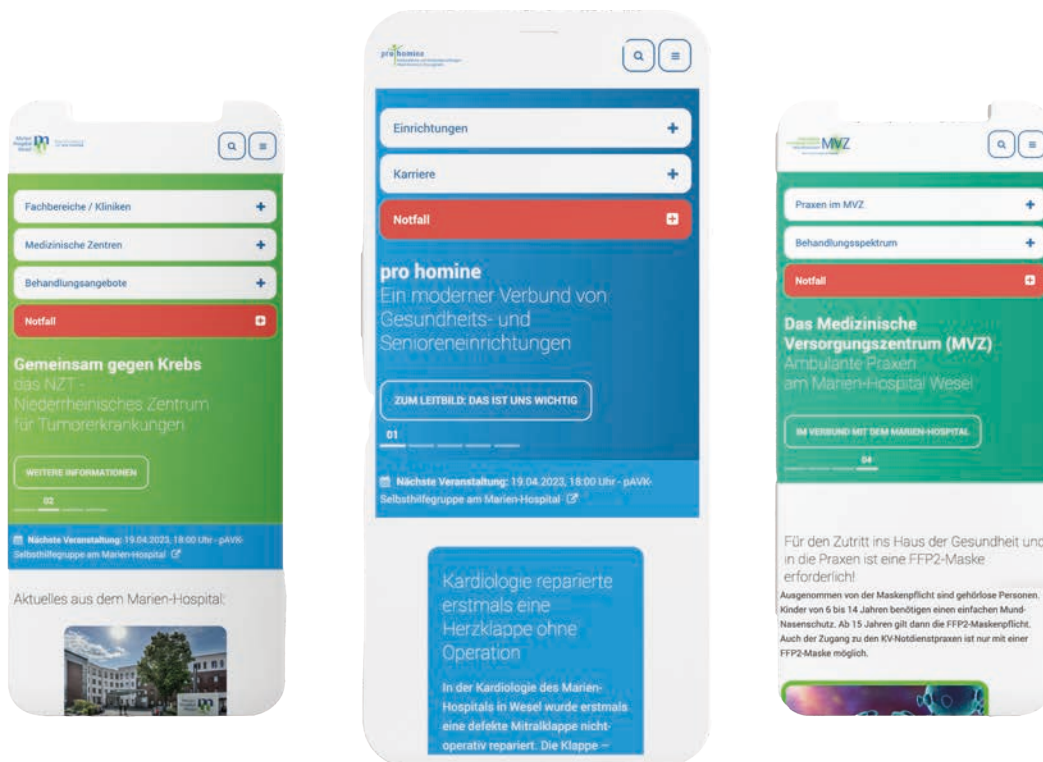 Marien
Hospital
Wesel
Fachbereiche / Kliniken
Medizinische Zentren
Behandlungsangebote
Notfall
Gemeinsam gegen Krebs
das NZT -
Niederrheinisches Zentrum
für Tumorerkrankungen
WEITERE INFORMATIONEN
02
Nächste Veranstaltung: 19.04.2023, 18:00 Uhr - pAVK-
Selbsthilfegruppe am Marien-Hospital
Aktuelles aus dem Marien-Hospital:
pro homine
Einrichtungen
Karriere
Notfall
pro homine
Ein moderner Verbund von
Gesundheits- und
Senioreneinrichtungen
ZUM LEITBILD: DAS IST UNS WICHTIG
01
Nächste Veranstaltung: 19.04.2023, 18:00 Uhr - pAVK-
Selbsthilfegruppe am Marien-Hospital
Kardiologie reparierte
erstmals eine
Herzklappe ohne
Operation
In der Kardiologie des Marien-
Hospitals in Wesel wurde erstmals
eine defekte Mitralklappe nicht-
operativ repariert. Die Klappe –
MVZ
Praxen im MVZ
Behandlungsspektrum
Notfall
Das Medizinische
Versorgungszentrum (MVZ)
Ambulante Praxen
am Marien-Hospital Wesel
IM VERBUND MIT DEM MARIEN-HOSPITAL
04
Für den Zutritt ins Haus der Gesundheit und
in die Praxen ist eine FFP2-Maske
erforderlich!
Ausgenommen von der Maskenpflicht sind gehörlose Personen.
Kinder von 6 bis 14 Jahren benötigen einen einfachen Mund-
Nasenschutz. Ab 15 Jahren gilt dann die FFP2-Maskenpflicht.
Auch der Zugang zu den KV-Notdienstpraxen ist nur mit einer
FFP2-Maske möglich.